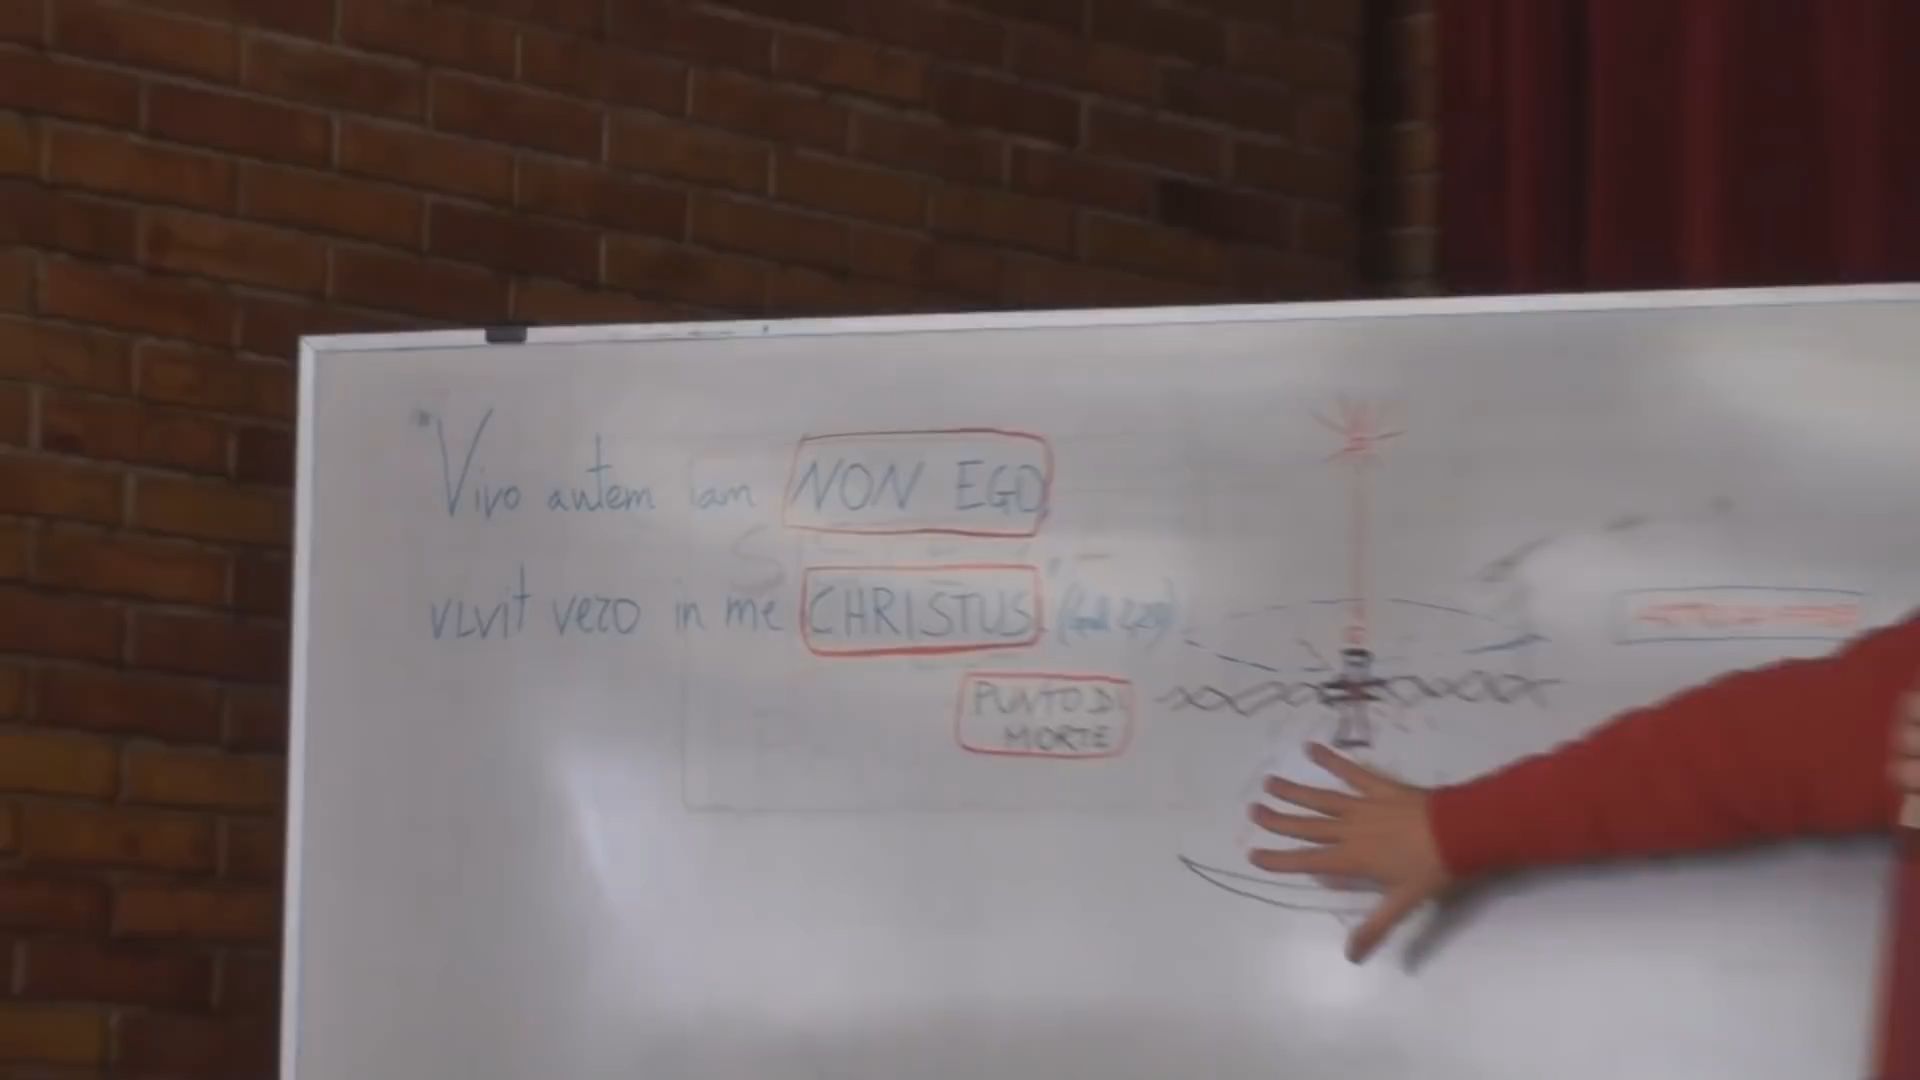 "Vivo autem iam NON EGO,
vivit vero in me CHRISTUS."
PUNTO DI
MORTE